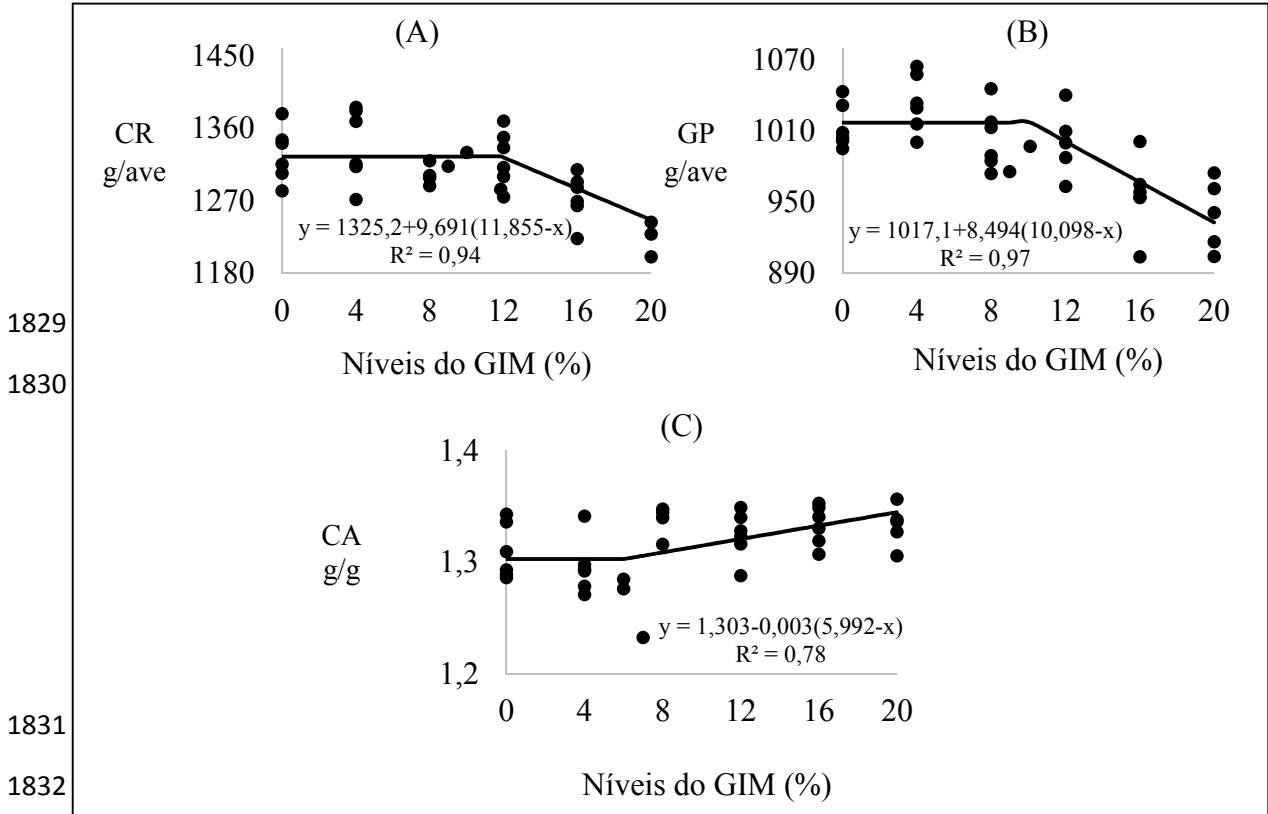 (A)
1450
1360
1270
1180
CR
g/ave
y = 1325,2+9,691(11,855-x)
R² = 0,94
0 4 8 12 16 20
Níveis do GIM (%)
(B)
1070
1010
950
890
GP
g/ave
y = 1017,1+8,494(10,098-x)
R² = 0,97
0 4 8 12 16 20
Níveis do GIM (%)
1829
1830
(C)
1,4
1,3
1,2
CA
g/g
y = 1,303-0,003(5,992-x)
R² = 0,78
0 4 8 12 16 20
Níveis do GIM (%)
1831
1832